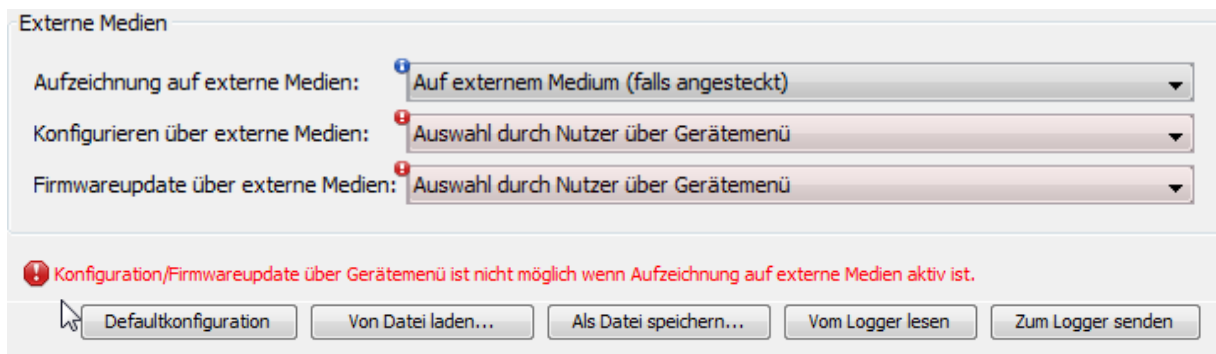 Externe Medien
Aufzeichnung auf externe Medien: Auf externem Medium (falls angesteckt)
Konfigurieren über externe Medien: Auswahl durch Nutzer über Gerätemenü
Firmwareupdate über externe Medien: Auswahl durch Nutzer über Gerätemenü
Konfiguration/Firmwareupdate über Gerätemenü ist nicht möglich wenn Aufzeichnung auf externe Medien aktiv ist.
Defaultkonfiguration Von Datei laden... Als Datei speichern... Vom Logger lesen Zum Logger senden